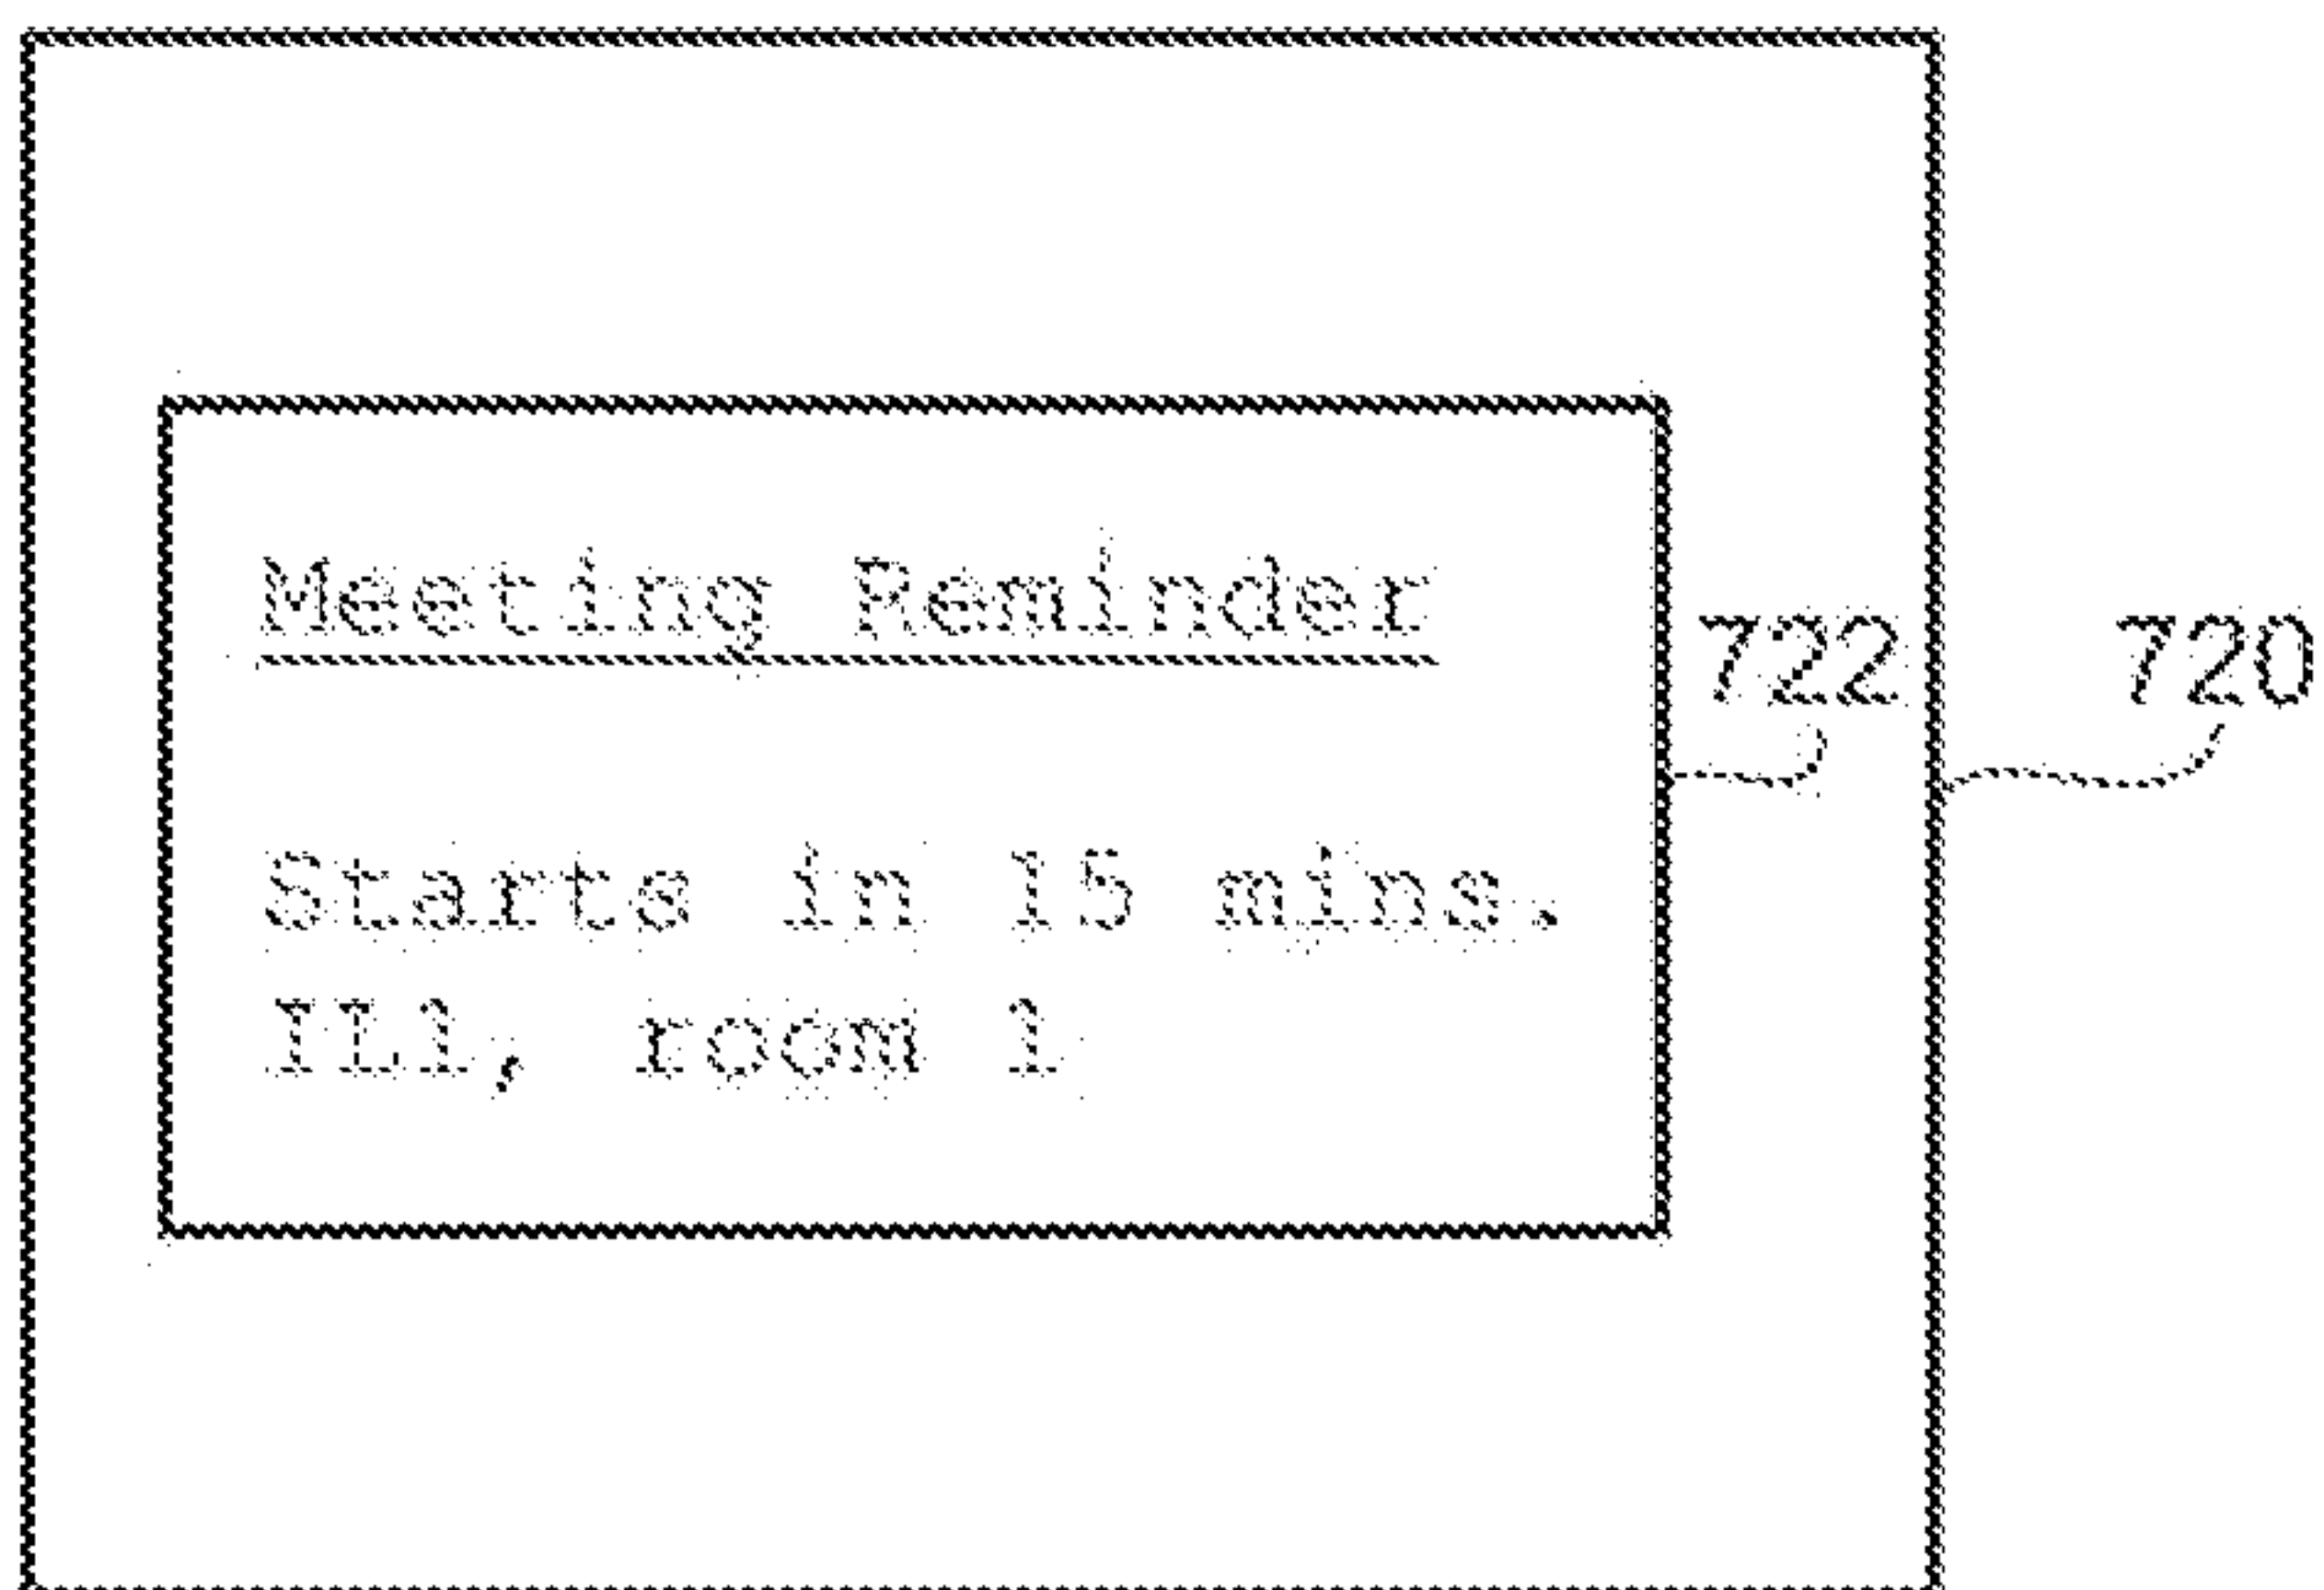 Meeting Reminder
722
720
Starts in 15 mins.
IL1, room 1